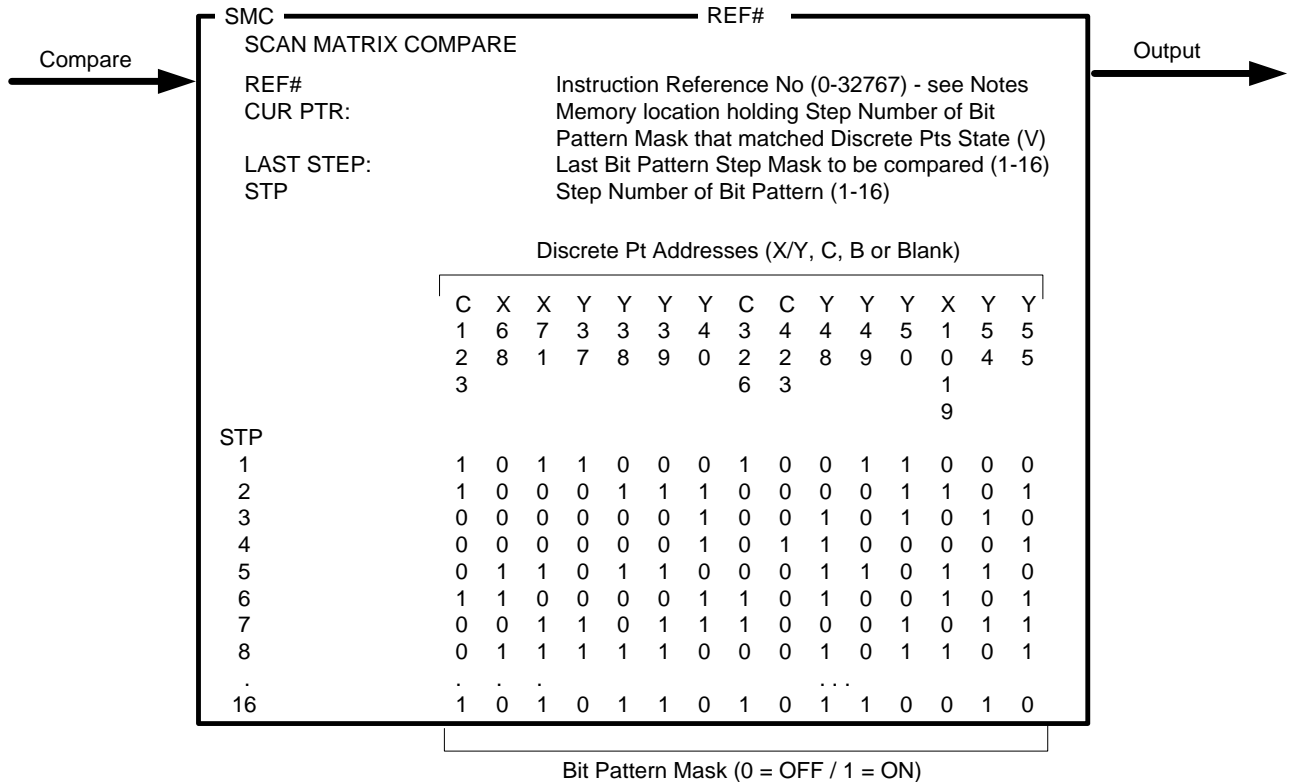 SMC REF#
SCAN MATRIX COMPARE
Compare
Output
REF# Instruction Reference No (0-32767) - see Notes
CUR PTR: Memory location holding Step Number of Bit
Pattern Mask that matched Discrete Pts State (V)
LAST STEP: Last Bit Pattern Step Mask to be compared (1-16)
STP Step Number of Bit Pattern (1-16)
Discrete Pt Addresses (X/Y, C, B or Blank)
C X X Y Y Y Y C C Y Y Y X Y Y
1 6 7 3 3 3 4 3 4 4 4 5 1 5 5
2 8 1 7 8 9 0 2 2 8 9 0 0 4 5
3 6 3 1
9
STP
1 1 0 1 1 0 0 0 1 0 0 1 1 0 0 0
2 1 0 0 0 1 1 1 0 0 0 0 1 1 0 1
3 0 0 0 0 0 0 1 0 0 1 0 1 0 1 0
4 0 0 0 0 0 0 1 0 1 1 0 0 0 0 1
5 0 1 1 0 1 1 0 0 0 1 1 0 1 1 0
6 1 1 0 0 0 0 1 1 0 1 0 0 1 0 1
7 0 0 1 1 0 1 1 1 0 0 0 1 0 1 1
8 0 1 1 1 1 1 0 0 0 1 0 1 1 0 1
. . . . . . .
16 1 0 1 0 1 1 0 1 0 1 1 0 0 1 0
Bit Pattern Mask (0 = OFF / 1 = ON)